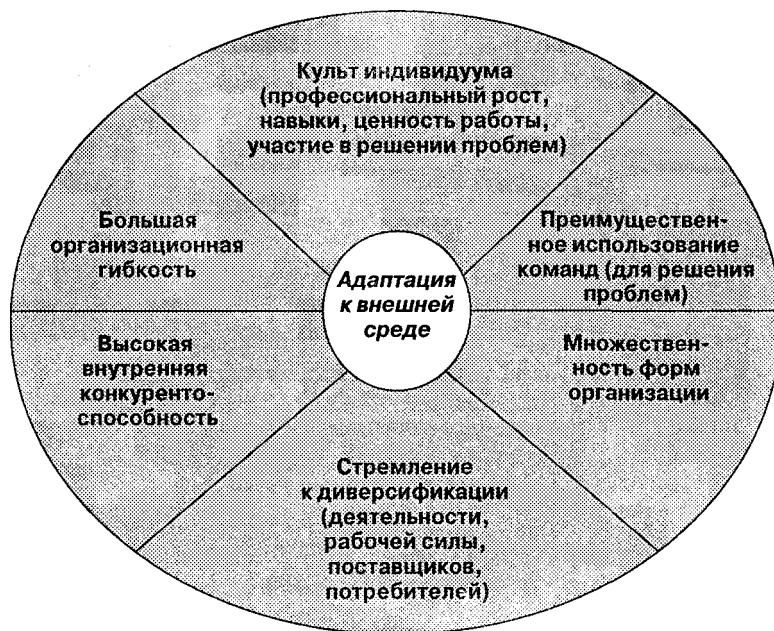 Культ индивидуума
(профессиональный рост,
навыки, ценность работы,
участие в решении проблем)
Большая
организационная
гибкость
Преимуществен-
ное использование
команд (для решения
проблем)
Адаптация
к внешней
среде
Высокая
внутренняя
конкуренто-
способность
Множествен-
ность форм
организации
Стремление
к диверсификации
(деятельности,
рабочей силы,
поставщиков,
потребителей)